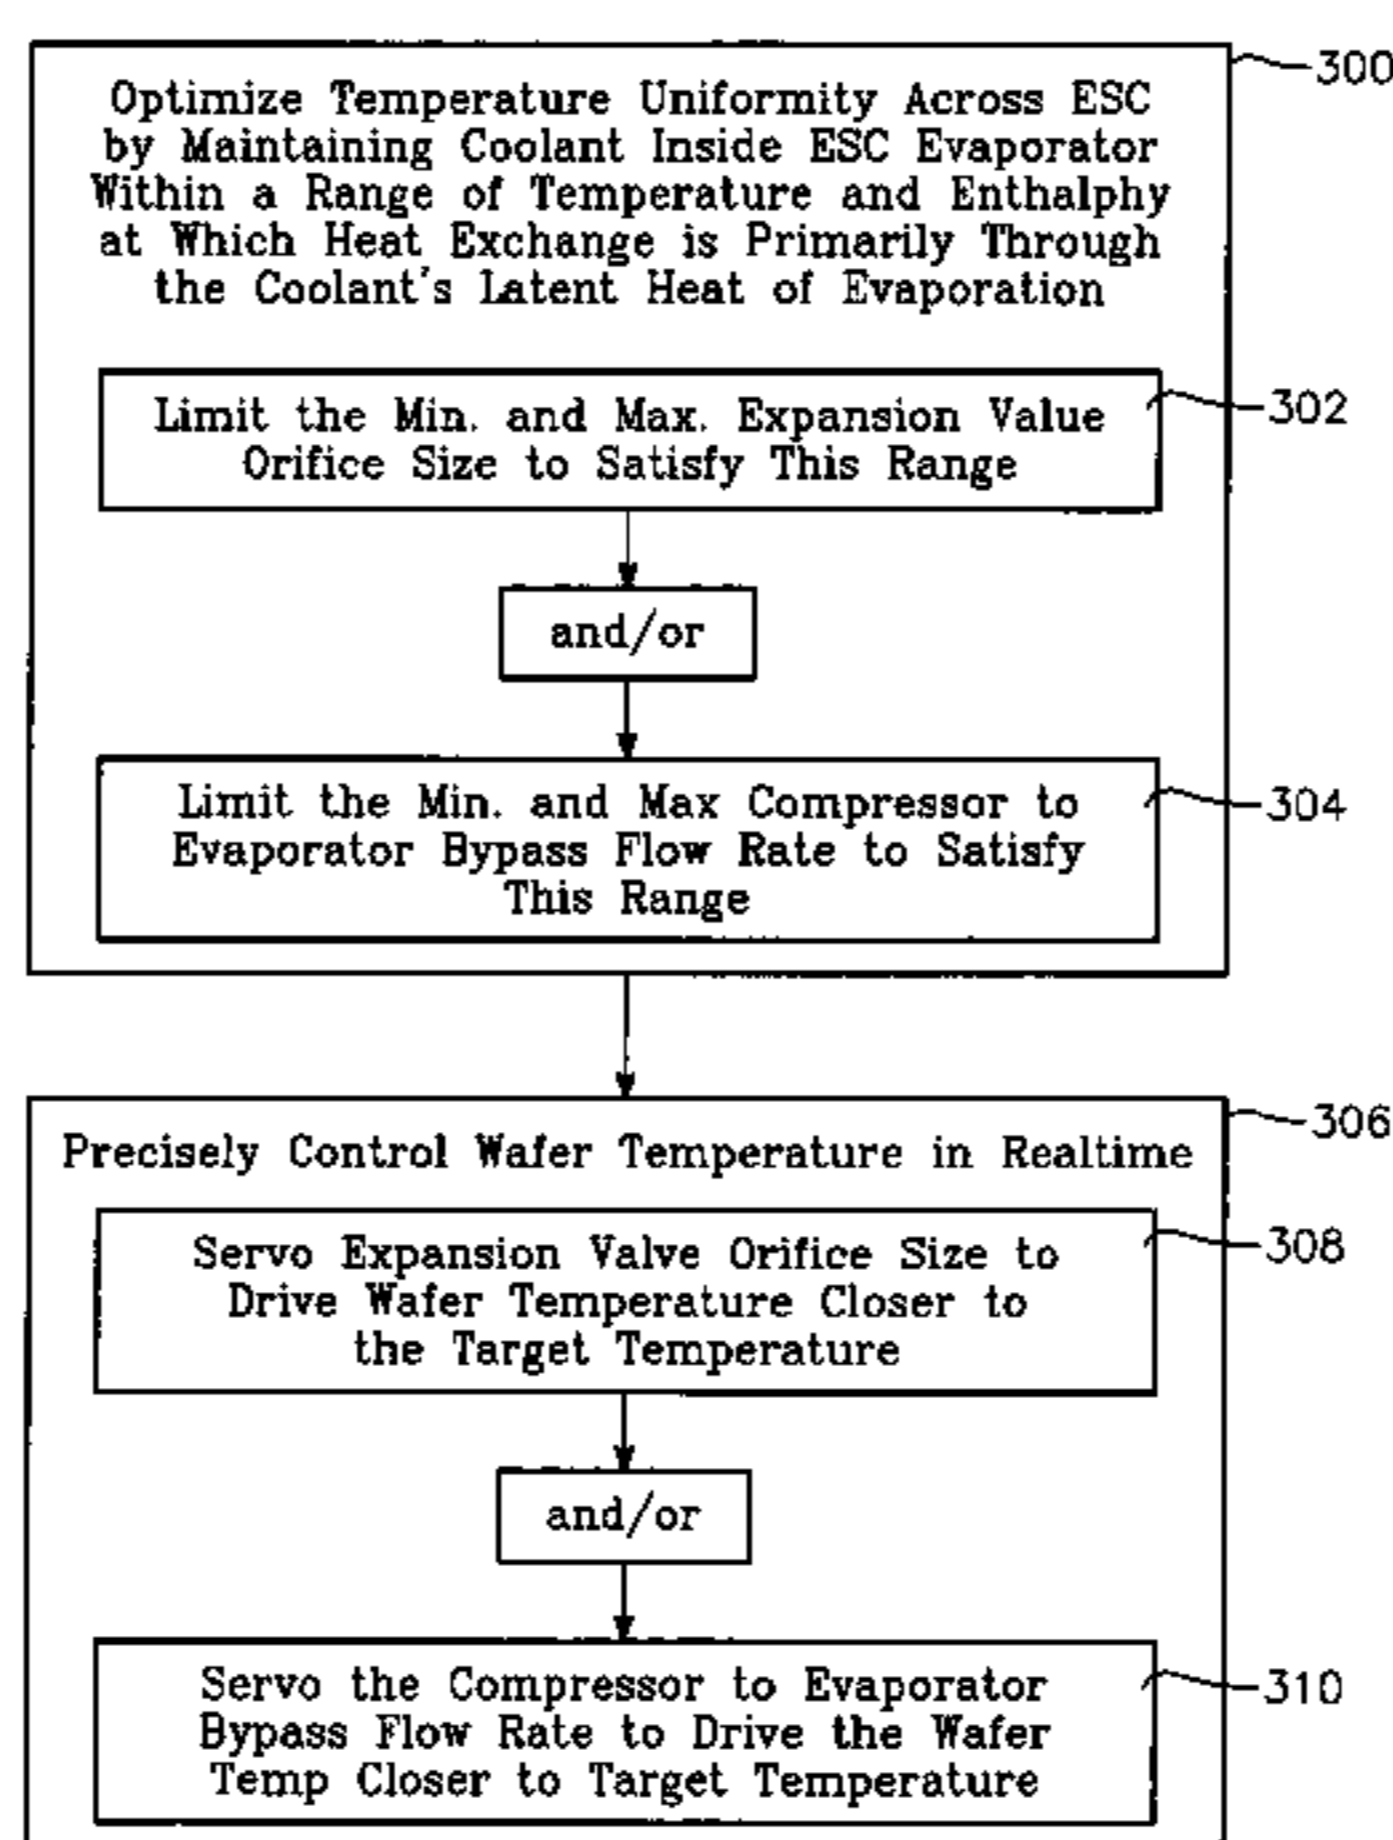 300
Optimize Temperature Uniformity Across ESC
by Maintaining Coolant Inside ESC Evaporator
Within a Range of Temperature and Enthalphy
at Which Heat Exchange is Primarily Through
the Coolant's Latent Heat of Evaporation
302
Limit the Min. and Max. Expansion Value
Orifice Size to Satisfy This Range
and/or
304
Limit the Min. and Max Compressor to
Evaporator Bypass Flow Rate to Satisfy
This Range
306
Precisely Control Wafer Temperature in Realtime
308
Servo Expansion Valve Orifice Size to
Drive Wafer Temperature Closer to
the Target Temperature
and/or
310
Servo the Compressor to Evaporator
Bypass Flow Rate to Drive the Wafer
Temp Closer to Target Temperature